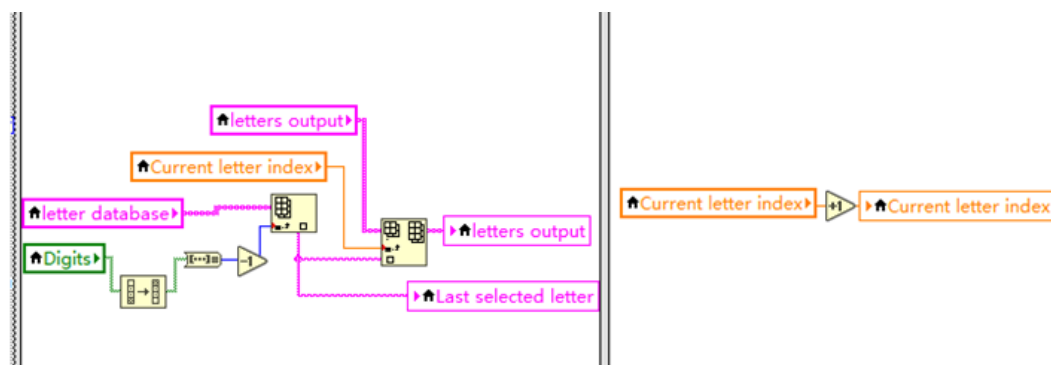 letters output
Current letter index
letter database
Digits
[...]≡
-1
letters output
Last selected letter
Current letter index
+1
Current letter index